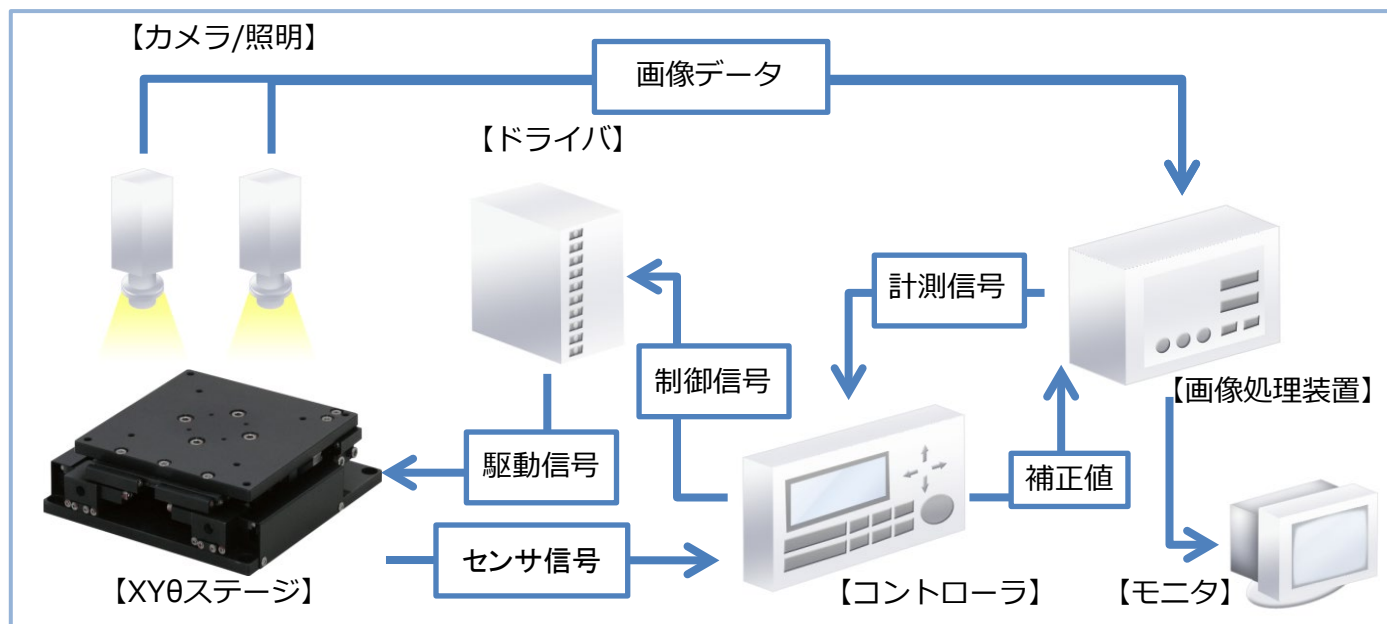 【カメラ/照明】
画像データ
【ドライバ】
計測信号
制御信号
【画像処理装置】
駆動信号
補正値
センサ信号
【XYθステージ】
【コントローラ】
【モニタ】